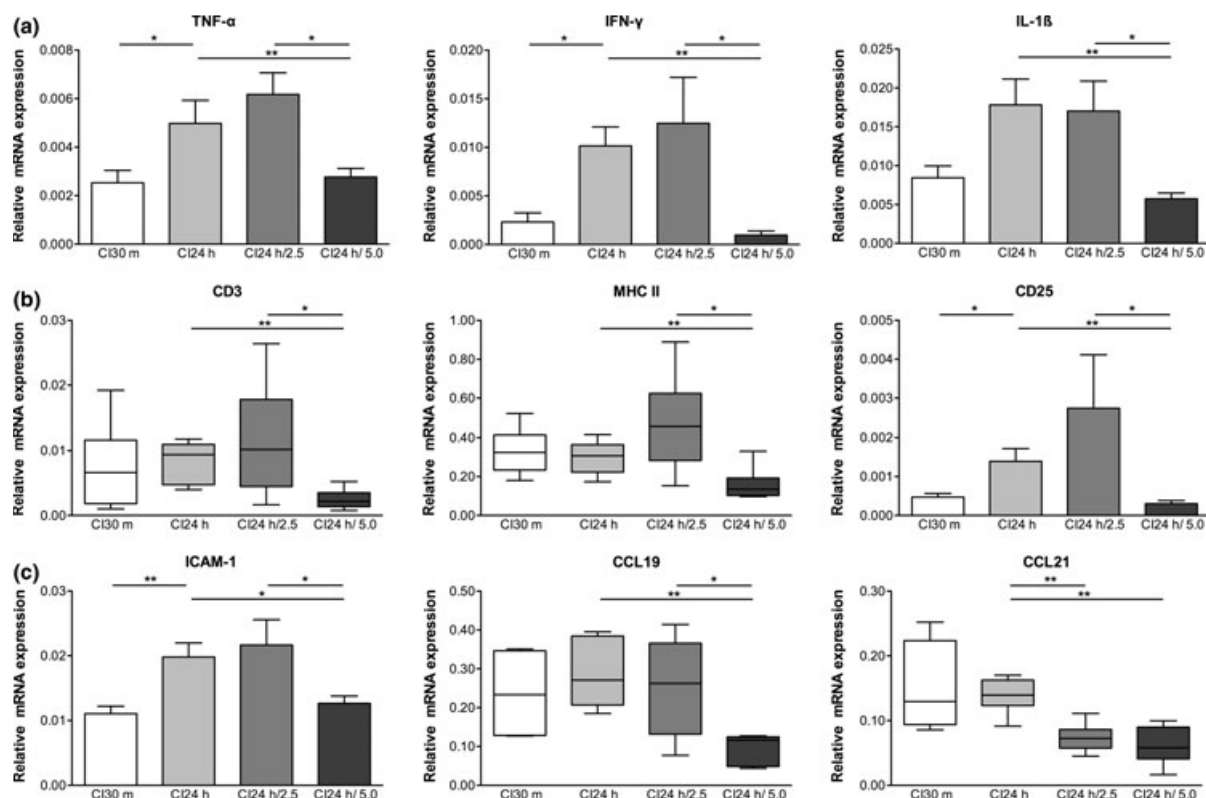 (a)
TNF-α
IFN-γ
IL-1ß
Relative mRNA expression
0.008
0.006
0.004
0.002
0.000
* * **
CI30 m CI24 h CI24 h/2.5 CI24 h/ 5.0
Relative mRNA expression
0.020
0.015
0.010
0.005
0.000
* * **
CI30 m CI24 h CI24 h/2.5 CI24 h/ 5.0
Relative mRNA expression
0.025
0.020
0.015
0.010
0.005
0.000
* **
CI30 m CI24 h CI24 h/2.5 CI24 h/ 5.0
(b)
CD3
MHC II
CD25
Relative mRNA expression
0.03
0.02
0.01
0.00
* **
CI30 m CI24 h CI24 h/2.5 CI24 h/ 5.0
Relative mRNA expression
1.00
0.80
0.60
0.40
0.20
0.00
* **
CI30 m CI24 h CI24 h/2.5 CI24 h/ 5.0
Relative mRNA expression
0.005
0.004
0.003
0.002
0.001
0.000
* * **
CI30 m CI24 h CI24 h/2.5 CI24 h/ 5.0
(c)
ICAM-1
CCL19
CCL21
Relative mRNA expression
0.03
0.02
0.01
0.00
** * *
CI30 m CI24 h CI24 h/2.5 CI24 h/ 5.0
Relative mRNA expression
0.50
0.40
0.30
0.20
0.10
0.00
* **
CI30 m CI24 h CI24 h/2.5 CI24 h/ 5.0
Relative mRNA expression
0.30
0.20
0.10
0.00
** **
CI30 m CI24 h CI24 h/2.5 CI24 h/ 5.0